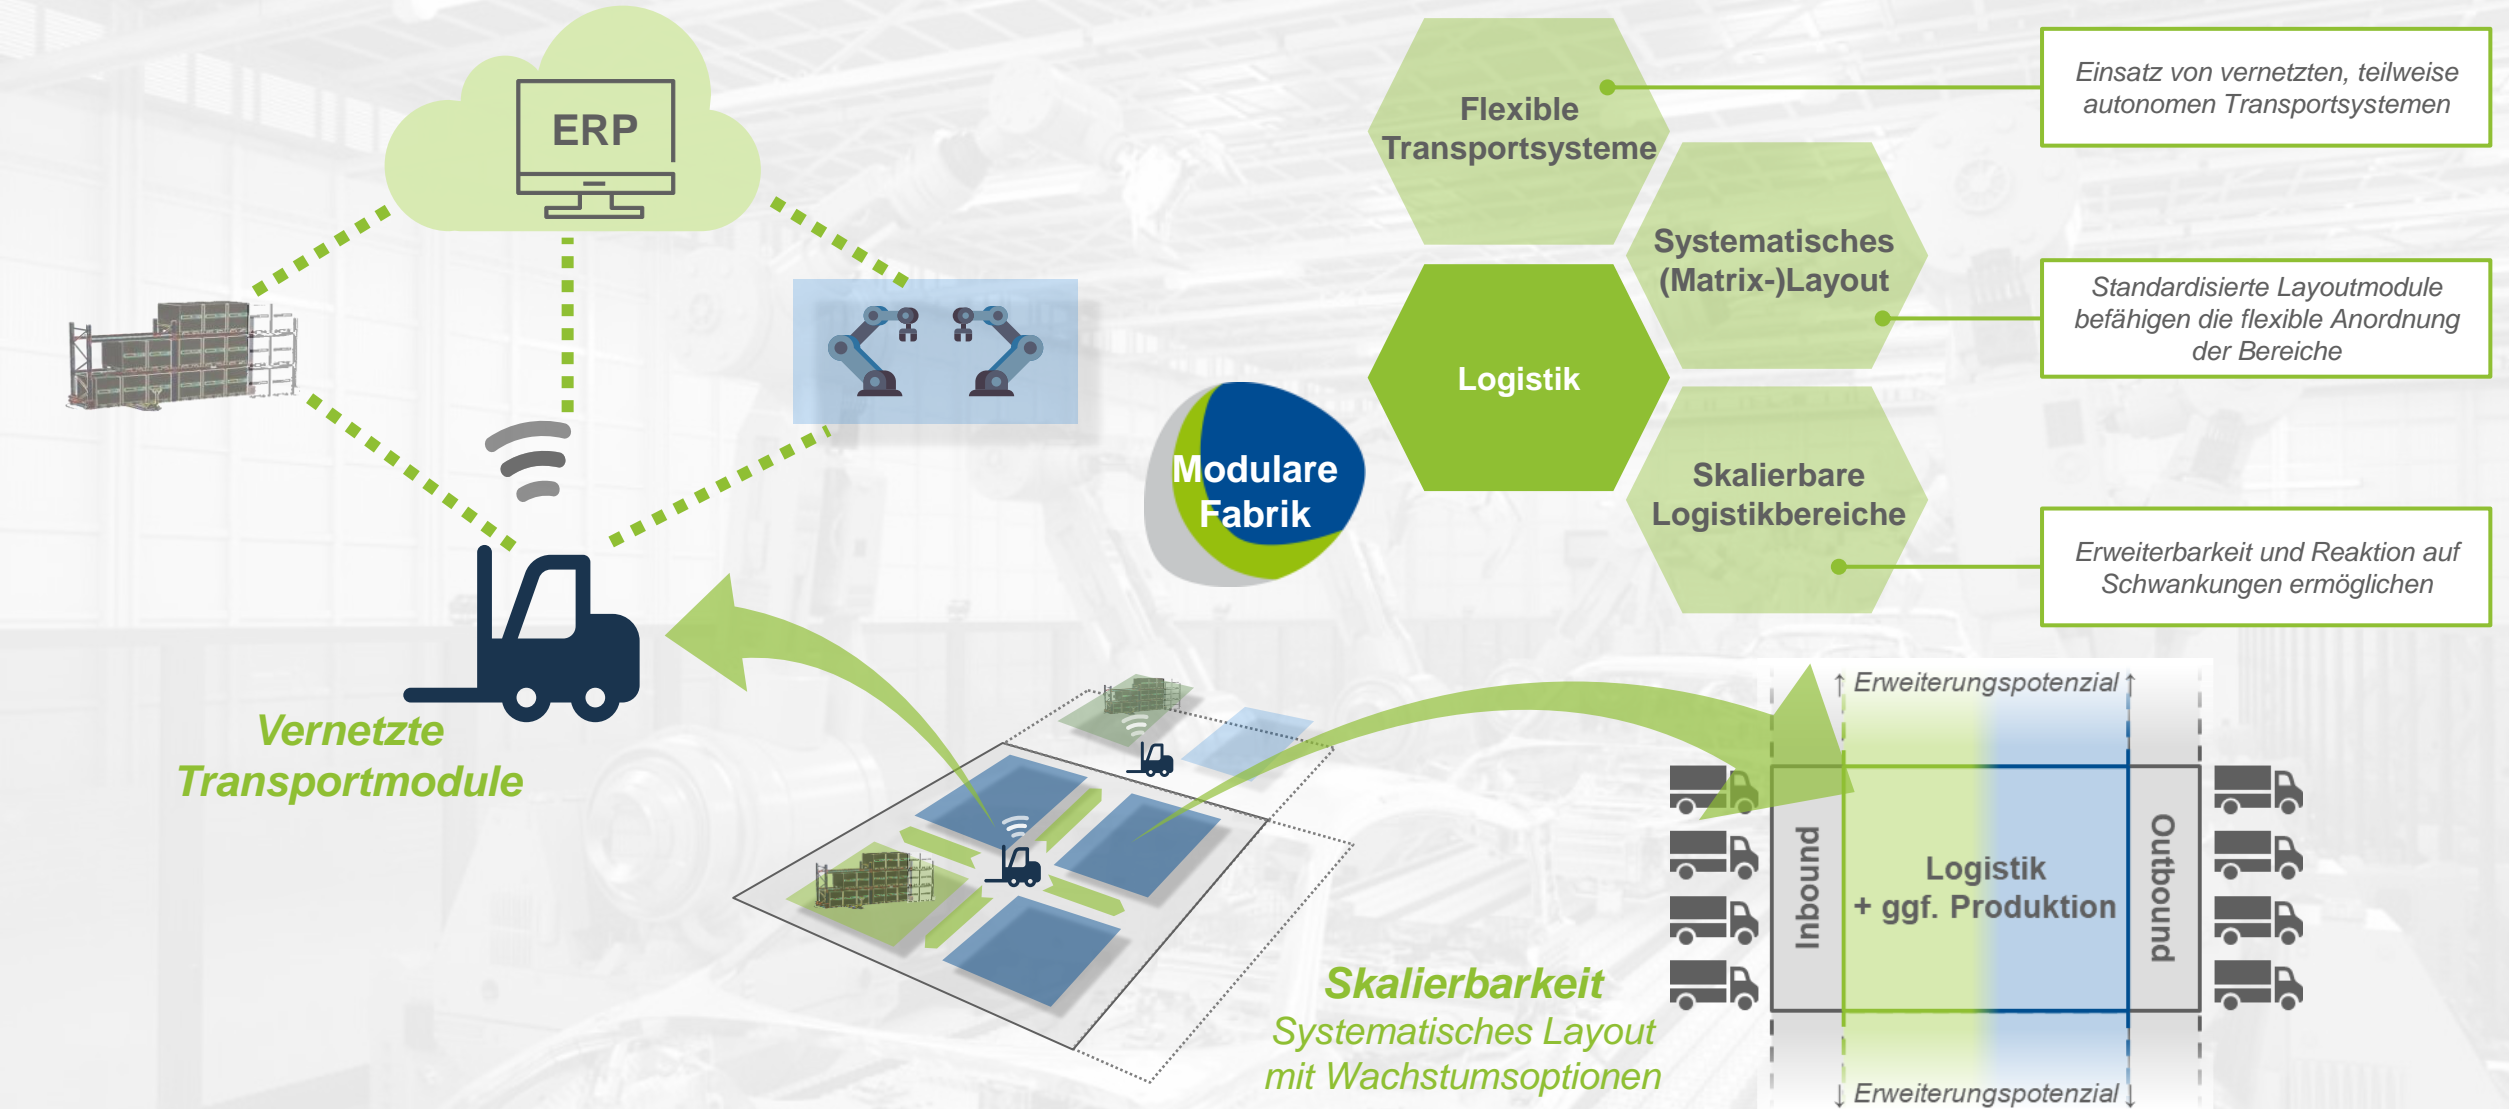 ERP
Flexible
Transportsysteme
Einsatz von vernetzten, teilweise
autonomen Transportsystemen
Systematisches
(Matrix-)Layout
Standardisierte Layoutmodule
befähigen die flexible Anordnung
der Bereiche
Logistik
Modulare
Fabrik
Skalierbare
Logistikbereiche
Erweiterbarkeit und Reaktion auf
Schwankungen ermöglichen
Vernetzte
Transportmodule
↑ Erweiterungspotenzial ↑
Inbound
Logistik
+ ggf. Produktion
Outbound
↓ Erweiterungspotenzial ↓
Skalierbarkeit
Systematisches Layout
mit Wachstumsoptionen